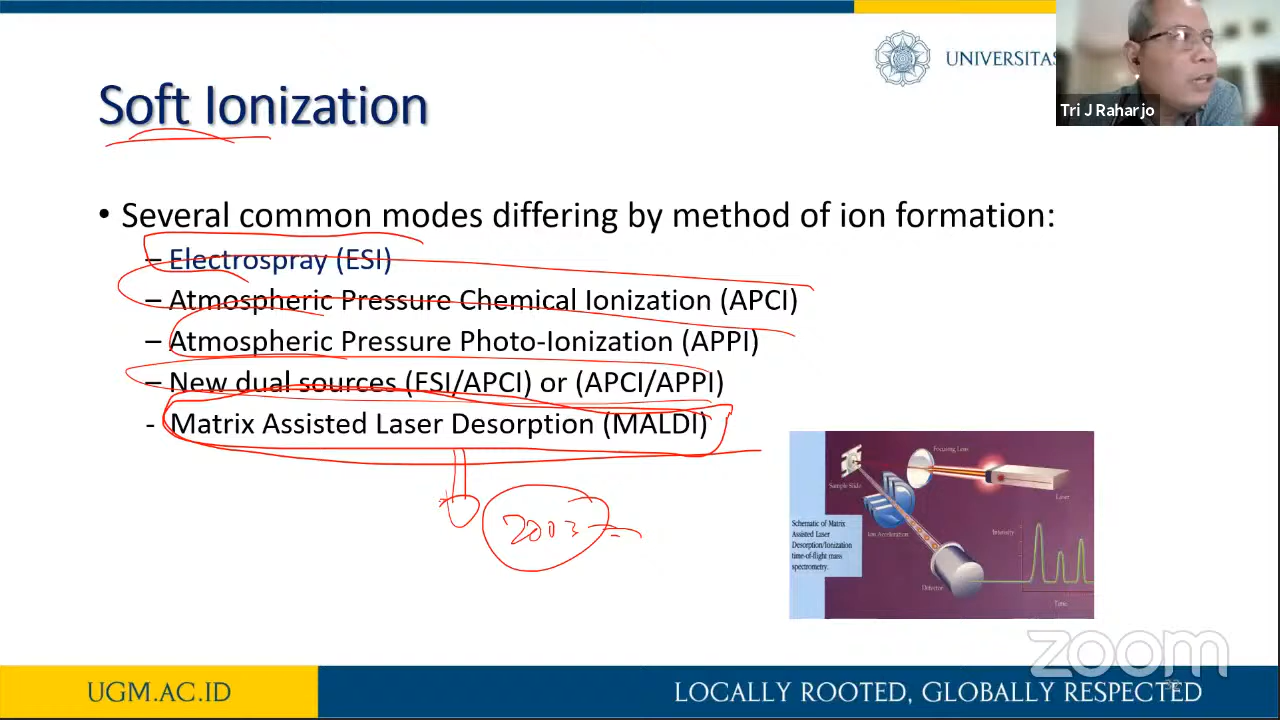 UNIVERSITAS
Tri J Raharjo
Soft Ionization
• Several common modes differing by method of ion formation:
– Electrospray (ESI)
– Atmospheric Pressure Chemical Ionization (APCI)
– Atmospheric Pressure Photo-Ionization (APPI)
– New dual sources (ESI/APCI) or (APCI/APPI)
- Matrix Assisted Laser Desorption (MALDI)
2003
Focusing Lens
Sample Slide
Laser
Schematic of Matrix
Assisted Laser
Desorption/Ionization
time-of-flight mass
spectrometry.
Ion Acceleration
Intensity
Detector
Time
zoom
UGM.AC.ID
LOCALLY ROOTED, GLOBALLY RESPECTED